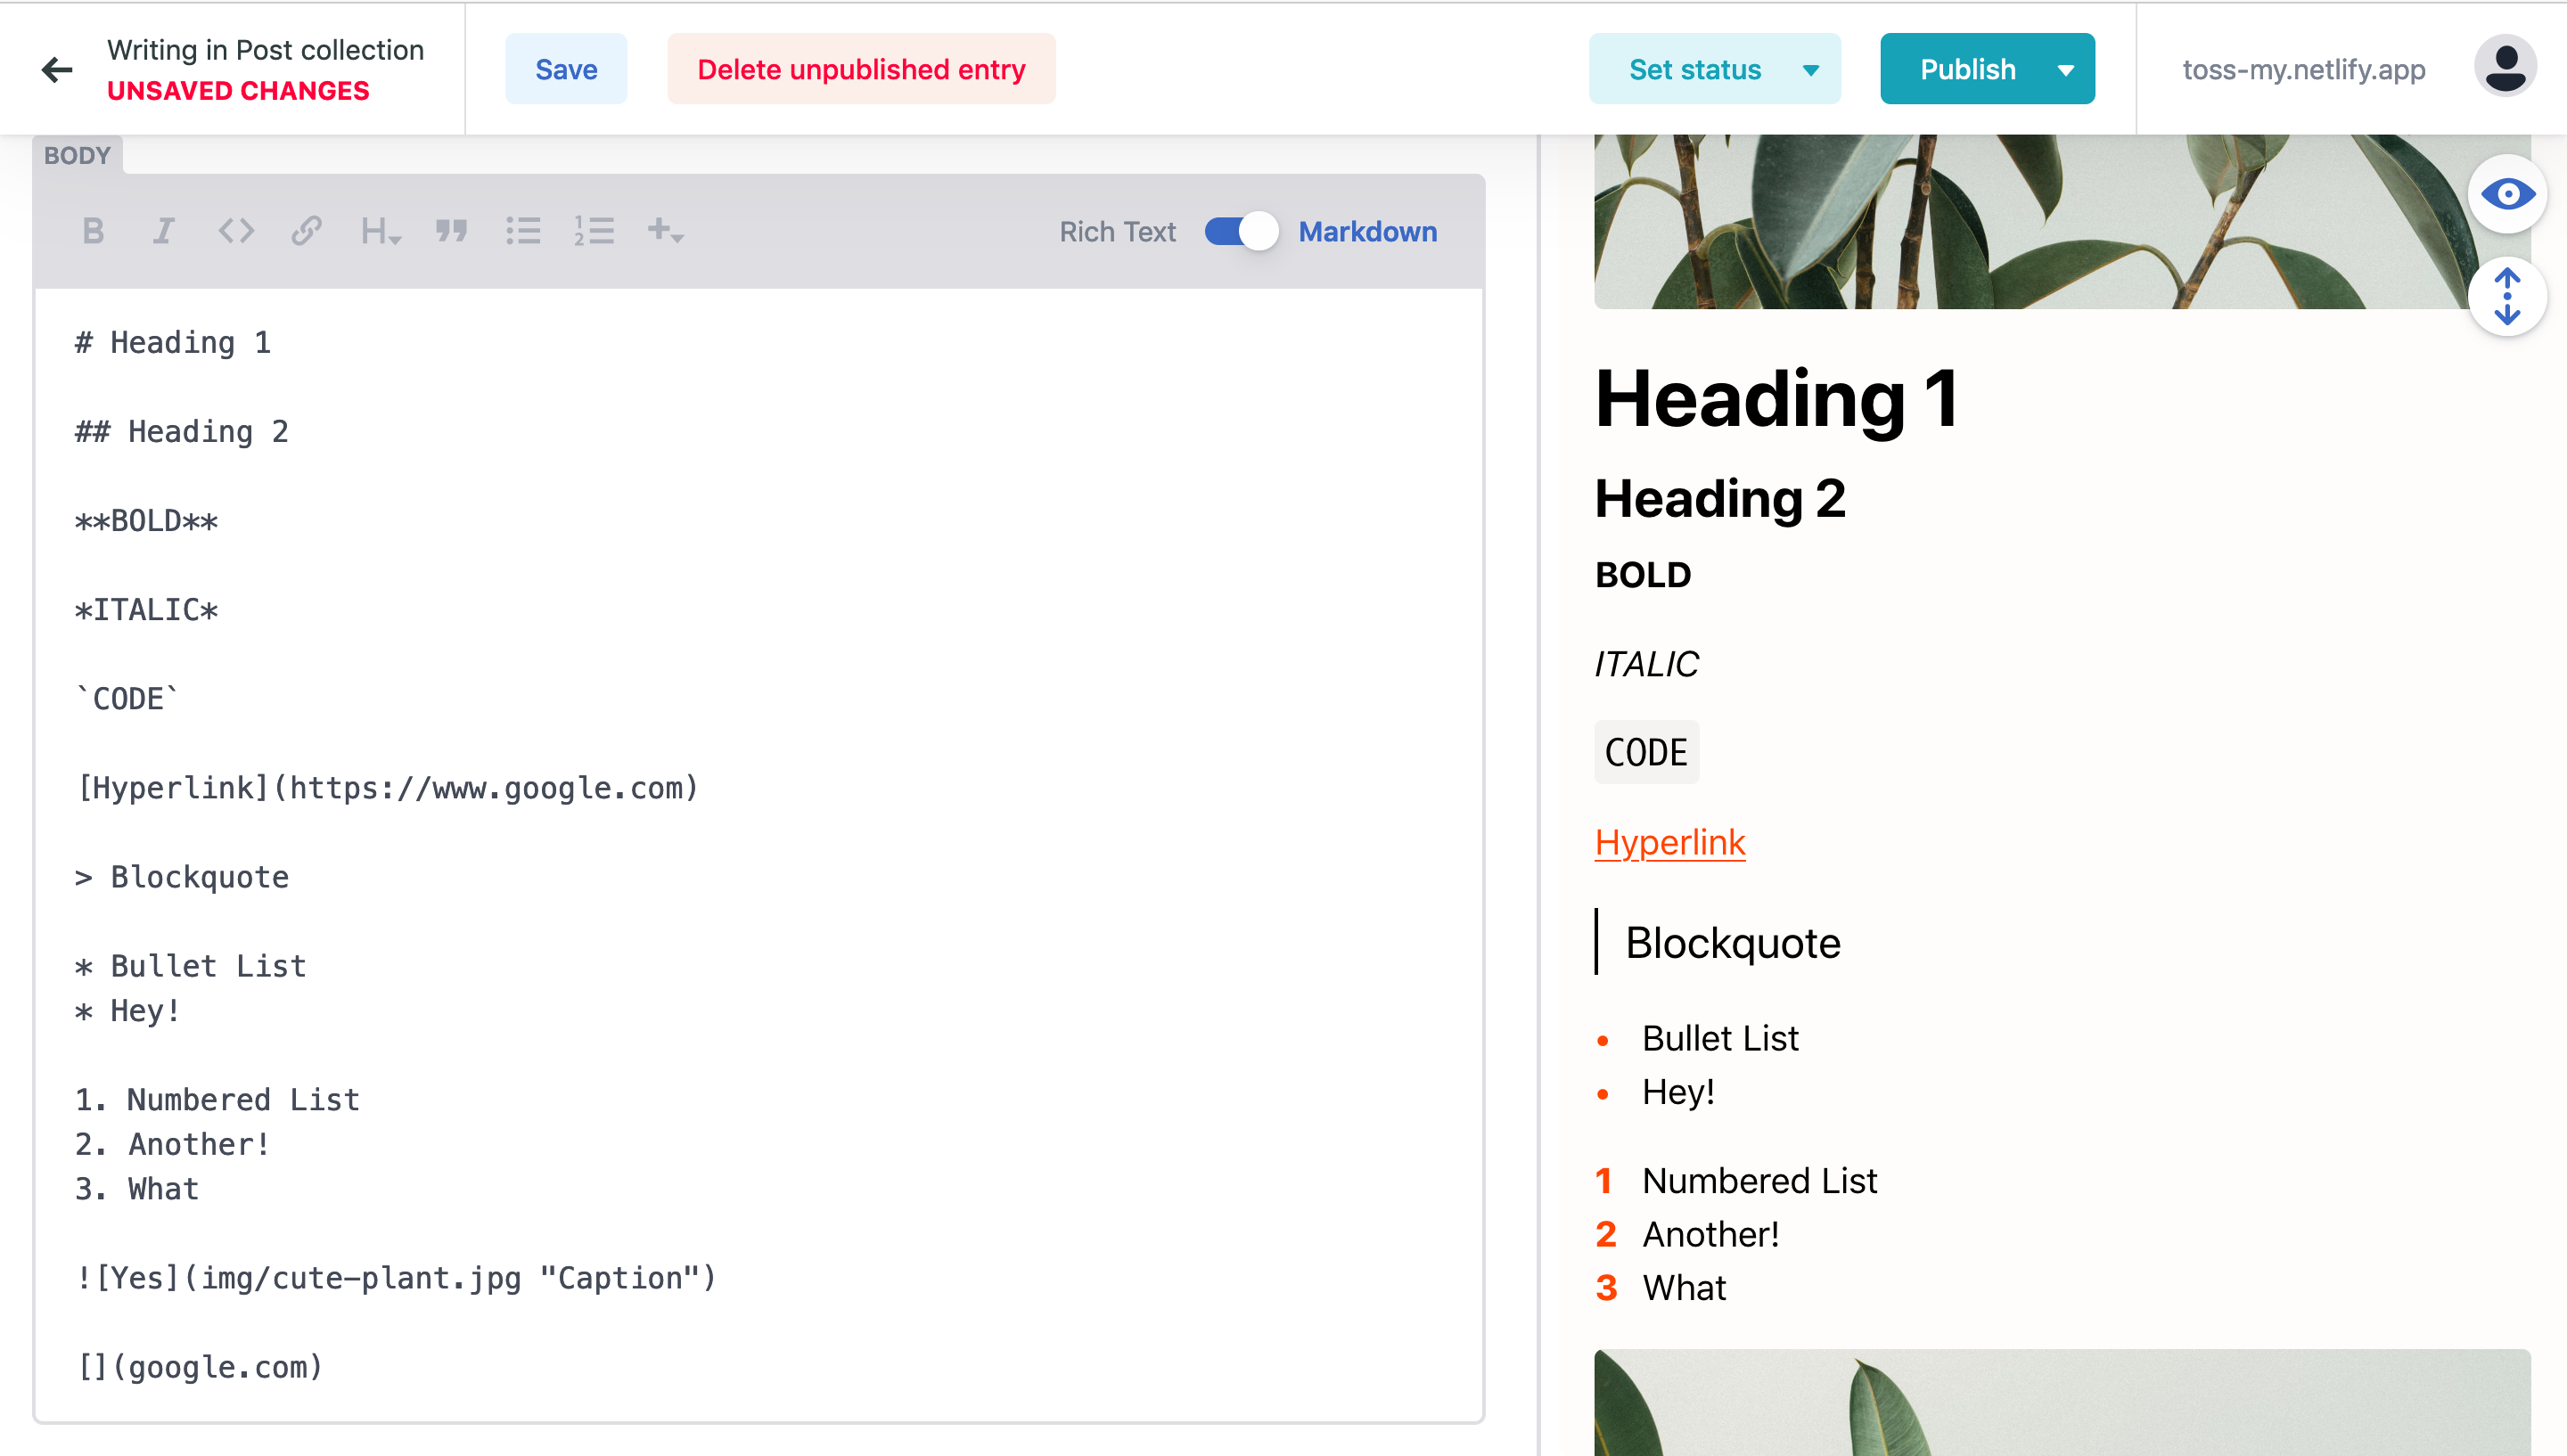 Writing in Post collection
UNSAVED CHANGES
Save
Delete unpublished entry
Set status
Publish
toss-my.netlify.app
BODY
B I <> H
Rich Text
Markdown
# Heading 1
## Heading 2
**BOLD**
*ITALIC*
`CODE`
[Hyperlink](https://www.google.com)
> Blockquote
* Bullet List
* Hey!
1. Numbered List
2. Another!
3. What
![Yes](img/cute-plant.jpg "Caption")
[](google.com)
Heading 1
Heading 2
BOLD
ITALIC
CODE
Hyperlink
Blockquote
• Bullet List
• Hey!
1 Numbered List
2 Another!
3 What